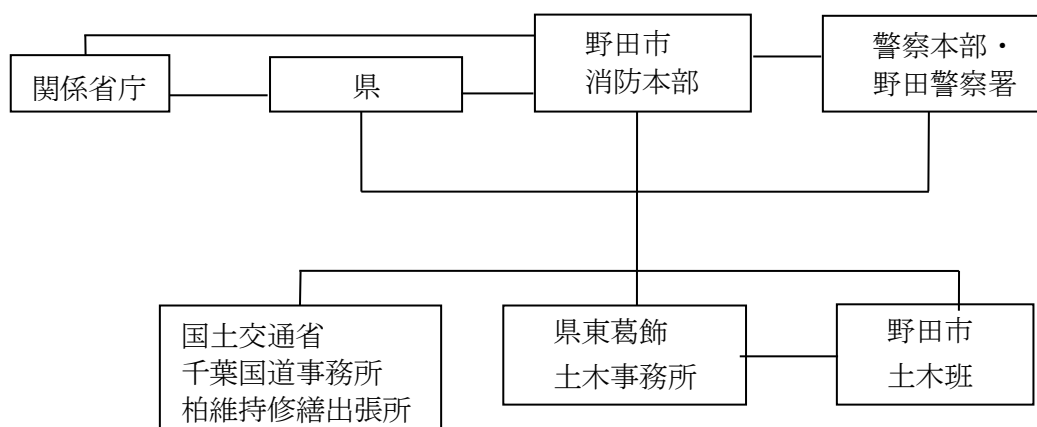 野田市
消防本部
警察本部・
野田警察署
関係省庁
県
国土交通省
千葉国道事務所
柏維持修繕出張所
県東葛飾
土木事務所
野田市
土木班